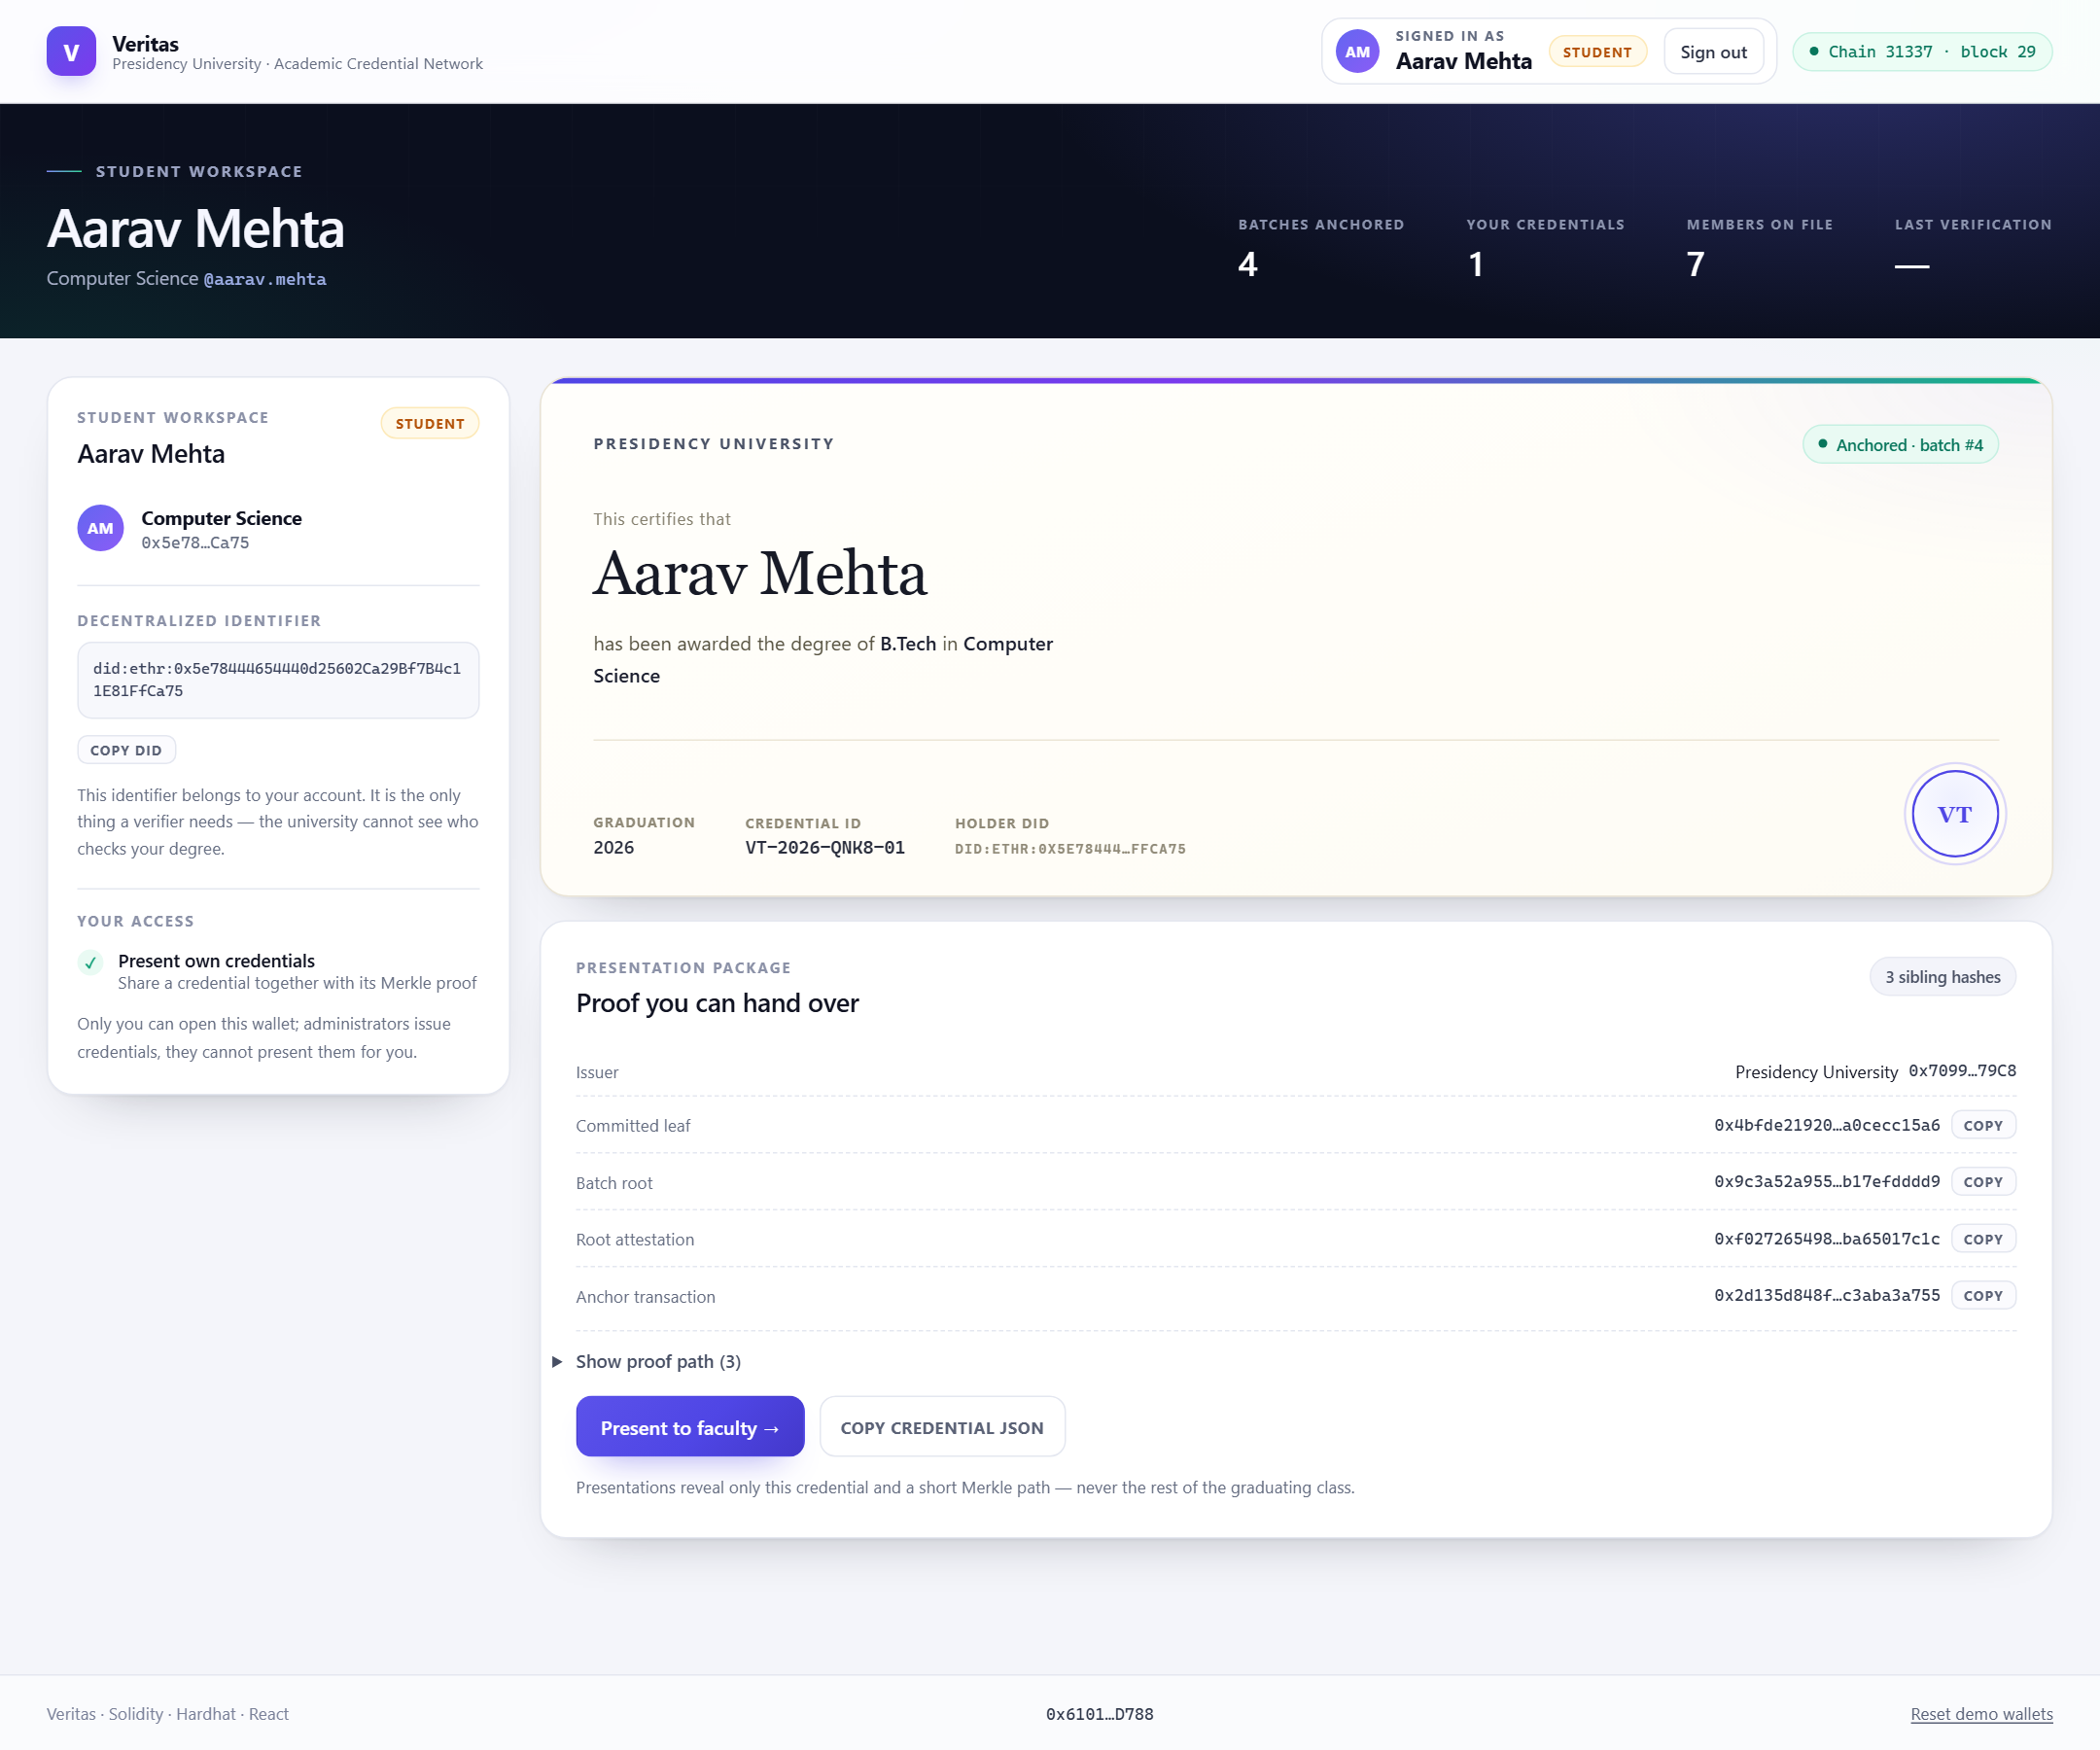 V
Veritas
Presidency University · Academic Credential Network
AM
SIGNED IN AS
Aarav Mehta
STUDENT
Sign out
Chain 31337 · block 29
STUDENT WORKSPACE
Aarav Mehta
Computer Science @aarav.mehta
BATCHES ANCHORED
4
YOUR CREDENTIALS
1
MEMBERS ON FILE
7
LAST VERIFICATION
—
STUDENT WORKSPACE
STUDENT
Aarav Mehta
AM
Computer Science
0x5e78…Ca75
DECENTRALIZED IDENTIFIER
did:ethr:0x5e78444654440d25602Ca29Bf7B4c1
1E81FfCa75
COPY DID
This identifier belongs to your account. It is the only
thing a verifier needs — the university cannot see who
checks your degree.
YOUR ACCESS
✓ Present own credentials
Share a credential together with its Merkle proof
Only you can open this wallet; administrators issue
credentials, they cannot present them for you.
PRESIDENCY UNIVERSITY
Anchored · batch #4
This certifies that
Aarav Mehta
has been awarded the degree of B.Tech in Computer
Science
GRADUATION
2026
CREDENTIAL ID
VT-2026-QNK8-01
HOLDER DID
DID:ETHR:0X5E78444…FFCA75
VT
PRESENTATION PACKAGE
Proof you can hand over
3 sibling hashes
Issuer
Presidency University 0x7099…79C8
Committed leaf
0x4bfde21920…a0cecc15a6 COPY
Batch root
0x9c3a52a955…b17efdddd9 COPY
Root attestation
0xf027265498…ba65017c1c COPY
Anchor transaction
0x2d135d848f…c3aba3a755 COPY
▶ Show proof path (3)
Present to faculty →
COPY CREDENTIAL JSON
Presentations reveal only this credential and a short Merkle path — never the rest of the graduating class.
Veritas · Solidity · Hardhat · React
0x6101…D788
Reset demo wallets